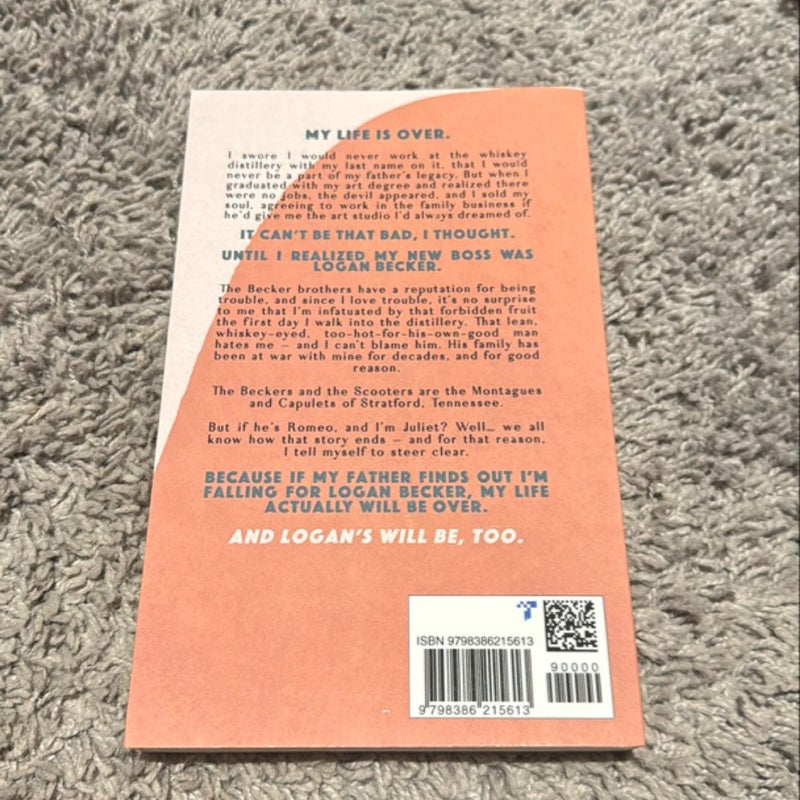 MY LIFE IS OVER.
I swore I would never work at the whiskey
distillery with my last name on it, that I would
never be a part of my father's legacy. But when I
graduated with my art degree and realized there
were no jobs, the devil appeared, and I sold my
soul, agreeing to work in the family business if
he'd give me the art studio I'd always dreamed of.
IT CAN'T BE THAT BAD, I THOUGHT.
UNTIL I REALIZED MY NEW BOSS WAS
LOGAN BECKER.
The Becker brothers have a reputation for being
trouble, and since I love trouble, it's no surprise
to me that I'm infatuated by that forbidden fruit
the first day I walk into the distillery. That lean,
whiskey-eyed, too-hot-for-his-own-good man
hates me – and I can't blame him. His family has
been at war with mine for decades, and for good
reason.
The Beckers and the Scooters are the Montagues
and Capulets of Stratford, Tennessee.
But if he's Romeo, and I'm Juliet? Well… we all
know how that story ends – and for that reason,
I tell myself to steer clear.
BECAUSE IF MY FATHER FINDS OUT I'M
FALLING FOR LOGAN BECKER, MY LIFE
ACTUALLY WILL BE OVER.
AND LOGAN'S WILL BE, TOO.
ISBN 9798386215613
90000
9 798386 215613